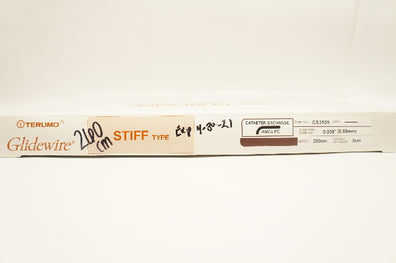 TERUMO®
Glidewire®
260
cm
STIFF TYPE
Exp 4-30-21
CATHETER EXCHANGE
ANGLED
0.035" (0.89mm)
LENGTH 260cm
3cm